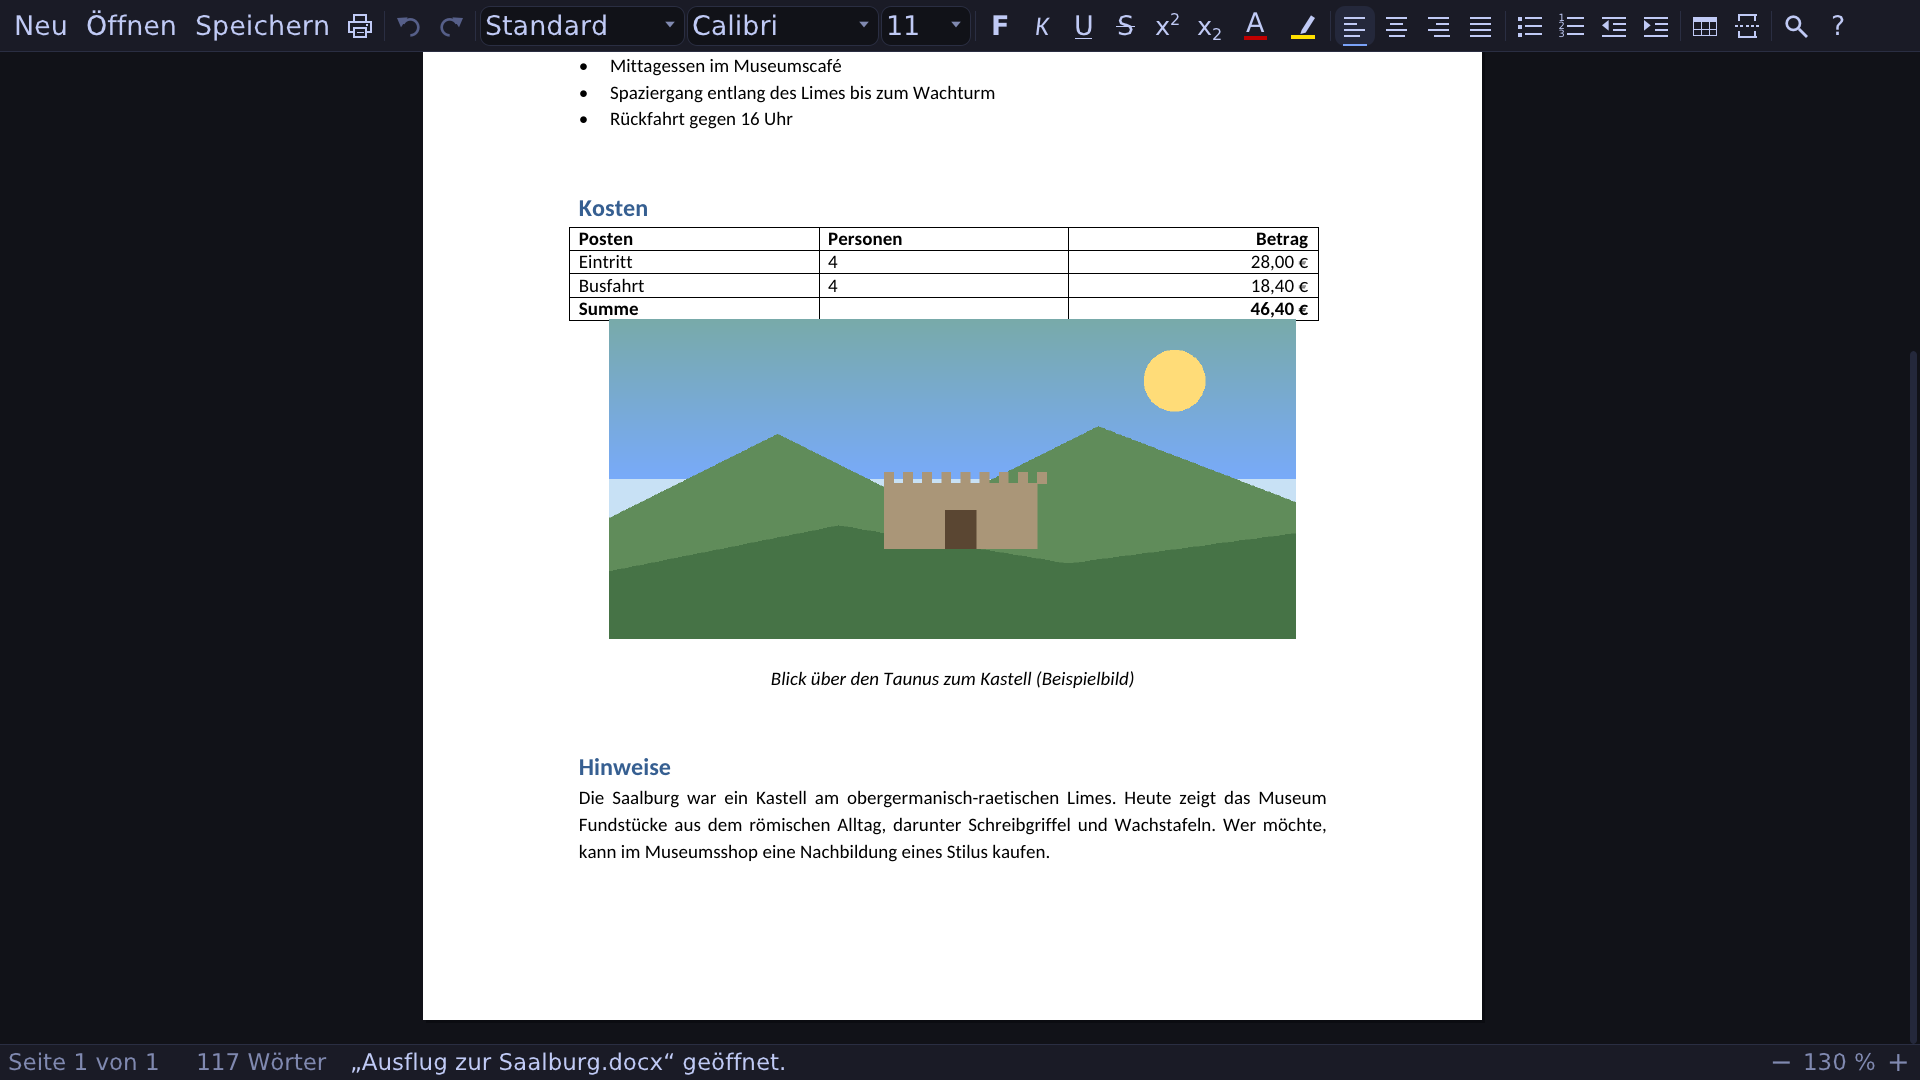 Neu Öffnen Speichern Standard Calibri 11 F K U S x² x₂ A ?
• Mittagessen im Museumscafé
• Spaziergang entlang des Limes bis zum Wachturm
• Rückfahrt gegen 16 Uhr
Kosten
Posten Personen Betrag
Eintritt 4 28,00 €
Busfahrt 4 18,40 €
Summe 46,40 €
Blick über den Taunus zum Kastell (Beispielbild)
Hinweise
Die Saalburg war ein Kastell am obergermanisch-raetischen Limes. Heute zeigt das Museum
Fundstücke aus dem römischen Alltag, darunter Schreibgriffel und Wachstafeln. Wer möchte,
kann im Museumsshop eine Nachbildung eines Stilus kaufen.
Seite 1 von 1 117 Wörter „Ausflug zur Saalburg.docx“ geöffnet. − 130 % +